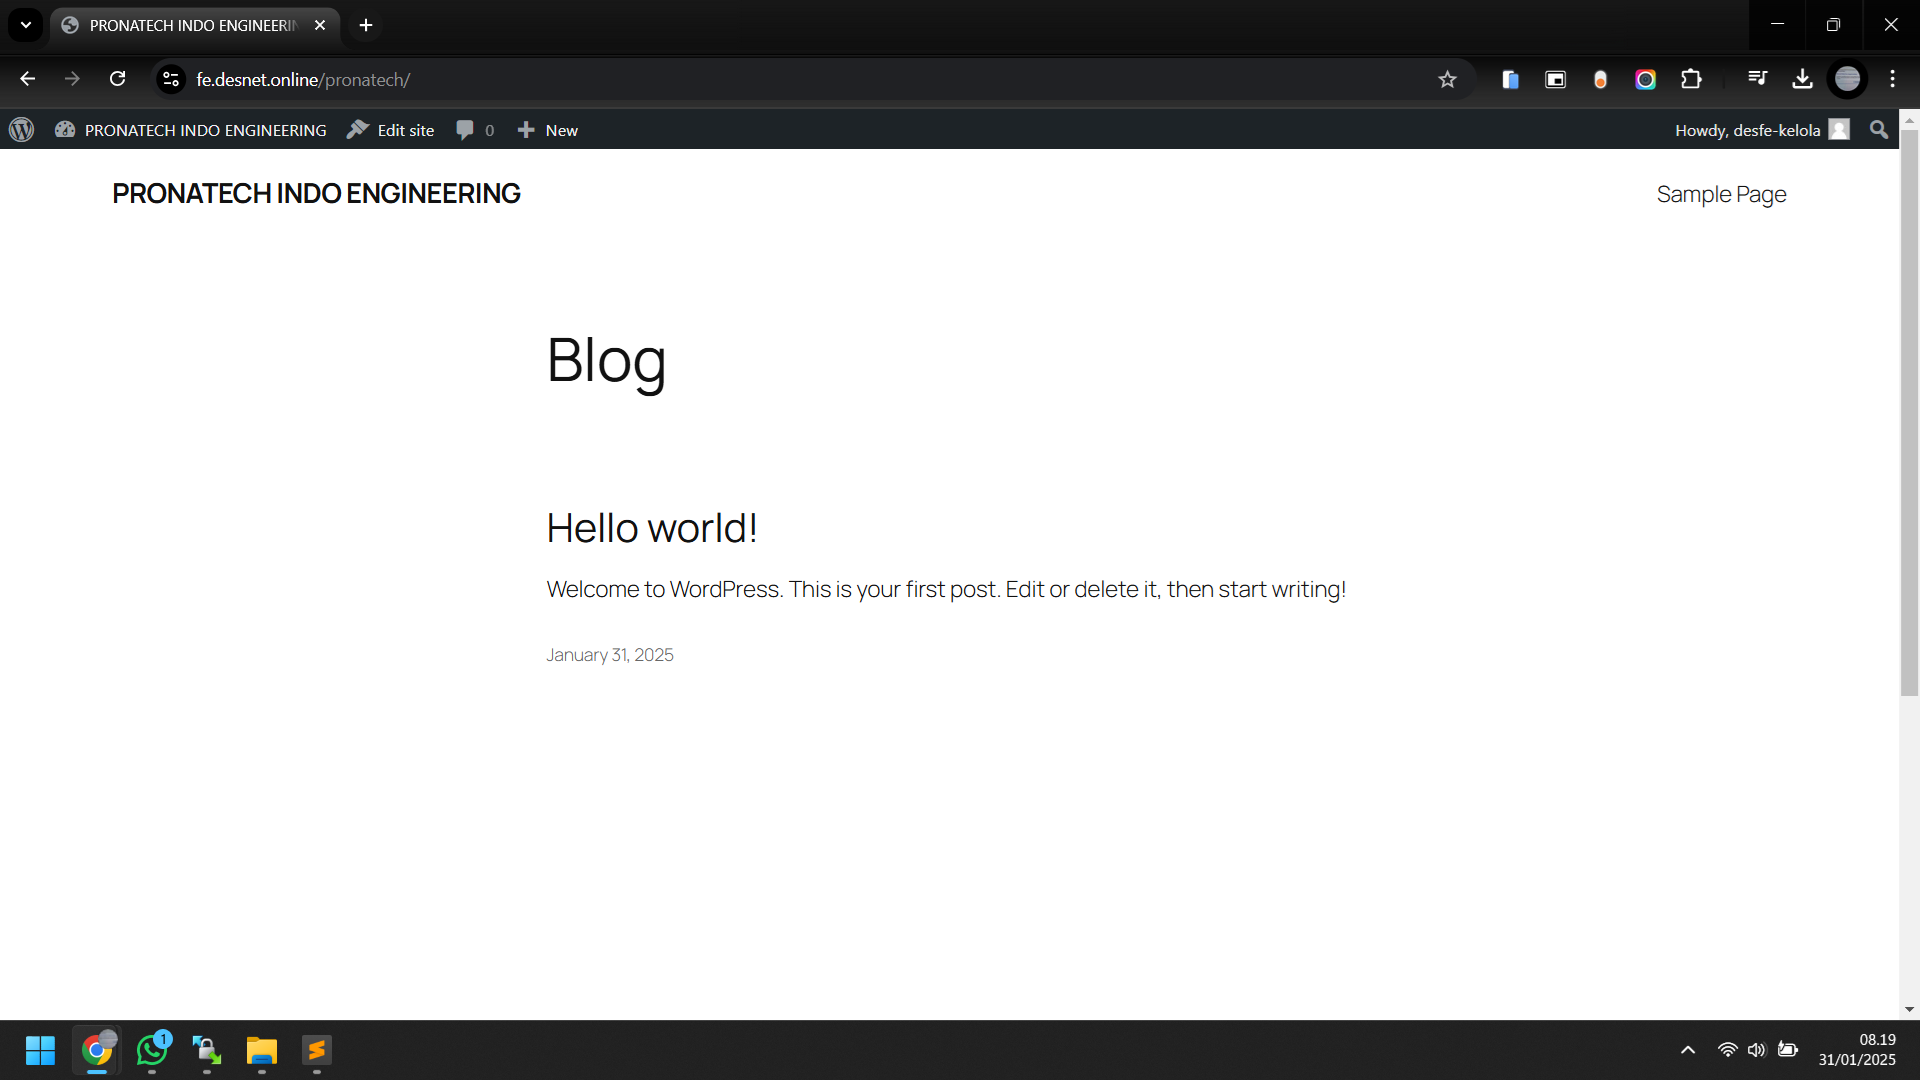 PRONATECH INDO ENGINEERIN
fe.desnet.online/pronatech/
PRONATECH INDO ENGINEERING Edit site 0 New Howdy, desfe-kelola
PRONATECH INDO ENGINEERING Sample Page
Blog
Hello world!
Welcome to WordPress. This is your first post. Edit or delete it, then start writing!
January 31, 2025
1
08.19
31/01/2025